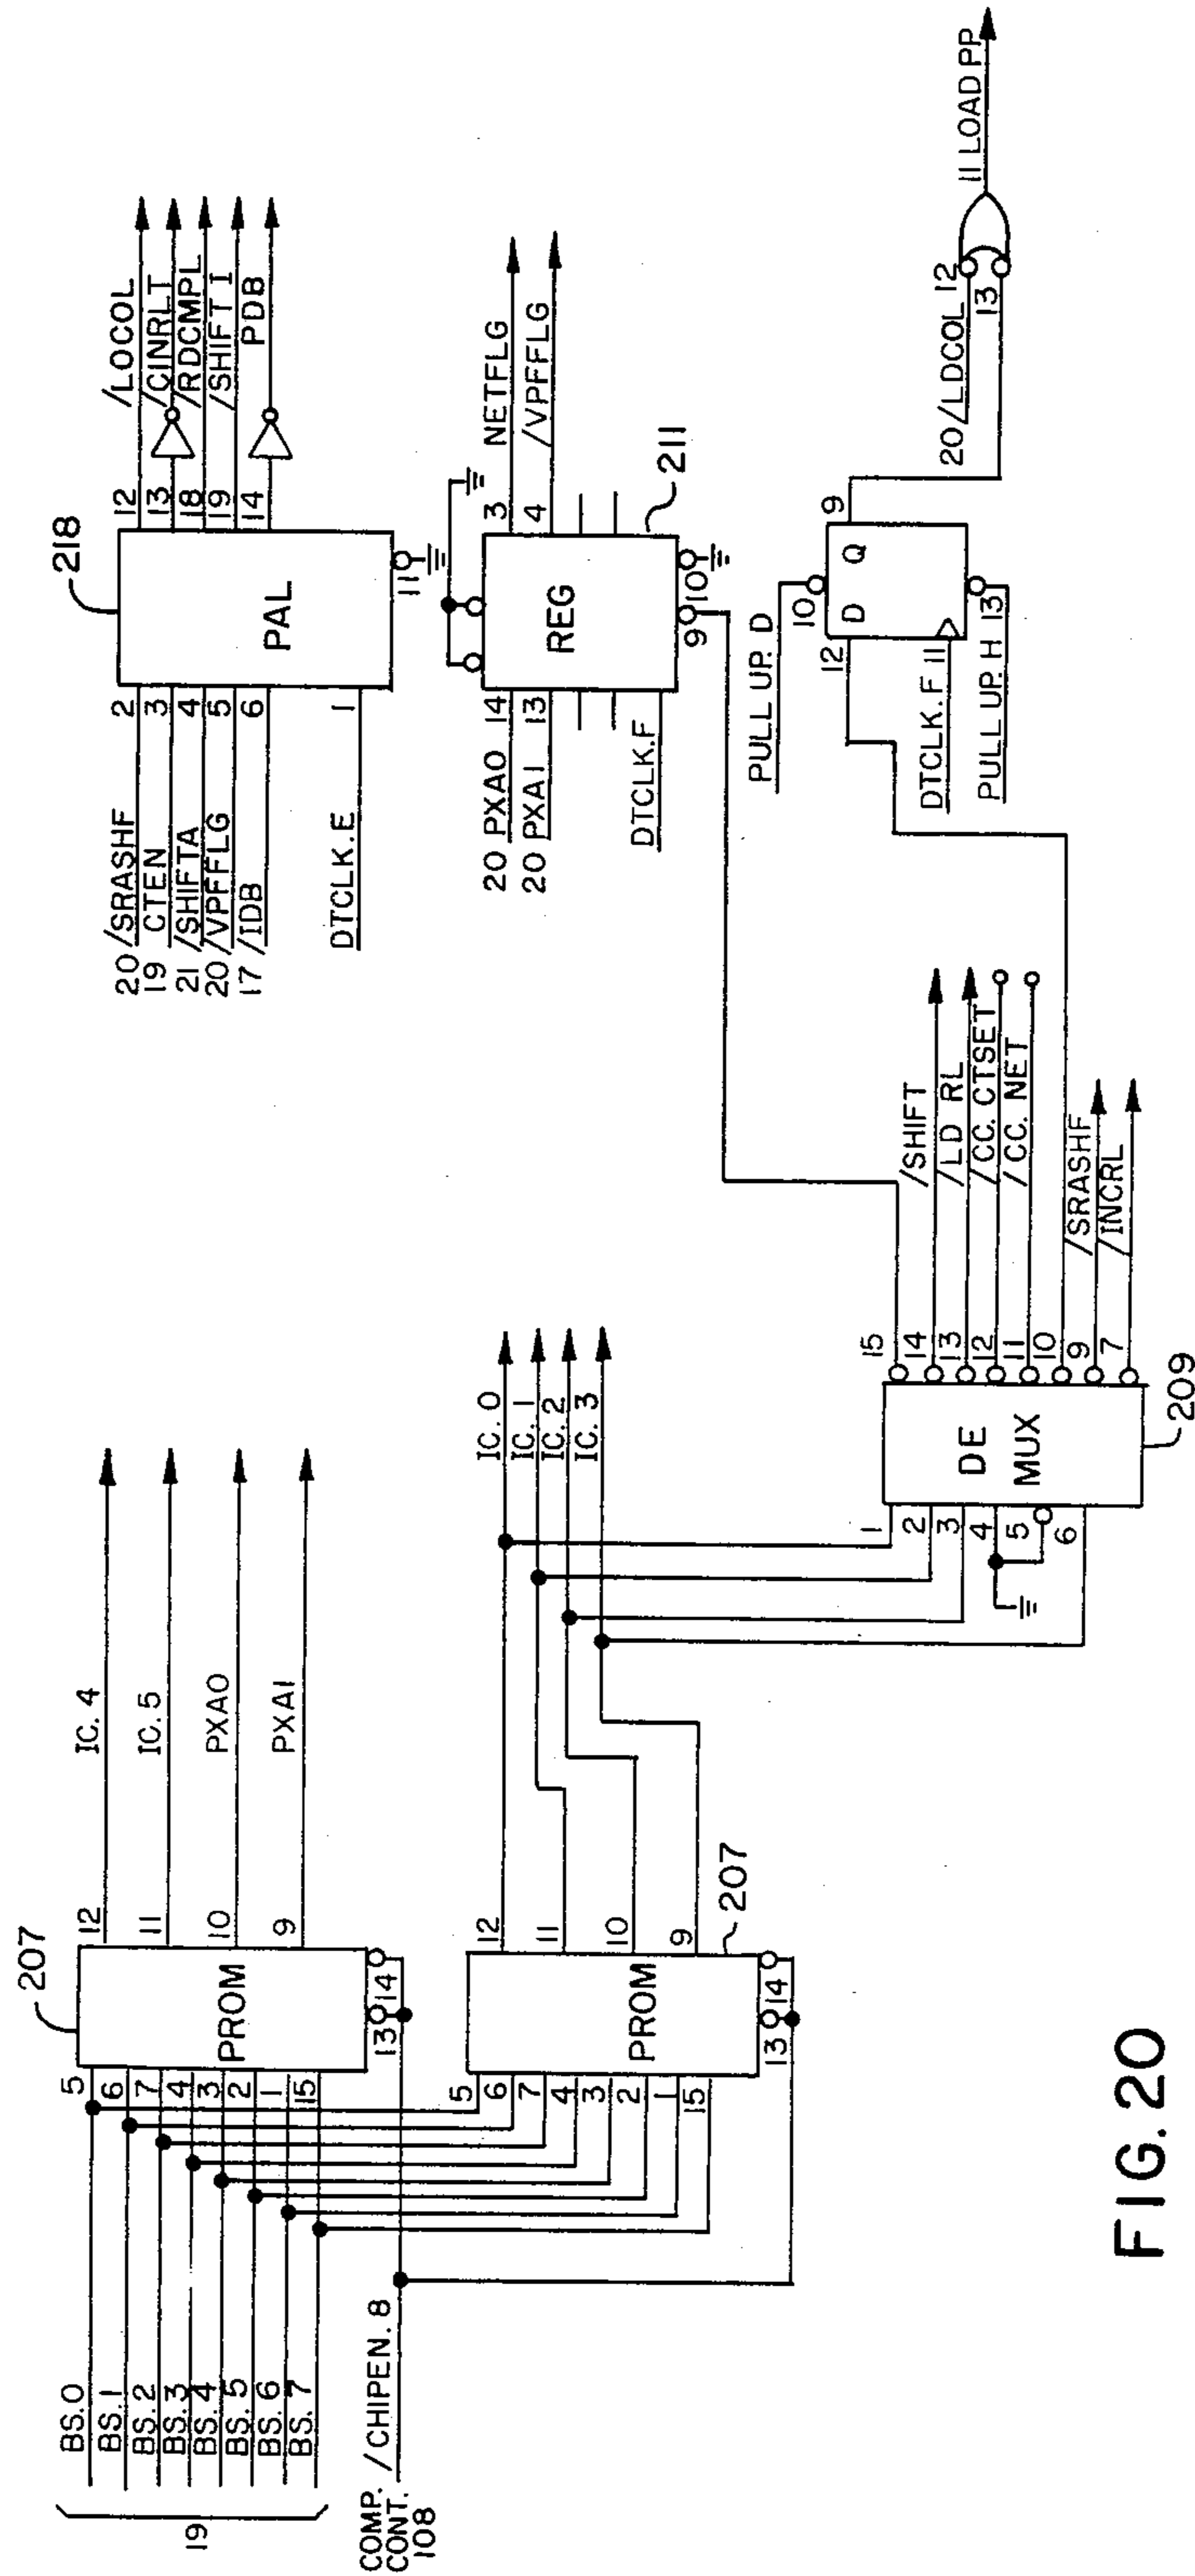 207
BS.0
BS.1
BS.2
BS.3
BS.4
BS.5
BS.6
BS.7
19
5
6
7
4
3
2
1
15
PROM
13
14
12
11
10
9
IC.4
IC.5
PXA0
PXA1
COMP. CONT. 108
/CHIPEN.8
5
6
7
4
3
2
1
15
PROM
13
14
207
12
11
10
9
IC.0
IC.1
IC.2
IC.3
1
2
3
4
5
6
DE MUX
209
15
14
13
12
11
10
9
7
/SHIFT
/LD RL
/CC.CTSET
/CC.NET
/SRASHF
/INCRL
218
20 /SRASHF 2
19 CTEN 3
21 /SHIFTA 4
20 /VPFFLG 5
17 /IDB 6
DTCLK.E 1
PAL
11
12 /LOCOL
13 /CINRLT
18 /RDCMPL
19 /SHIFT I
14 PDB
20 PXA0 14
20 PXA1 13
DTCLK.F
REG
9
10
211
3 NETFLG
4 /VPFFLG
PULL UP. D
10
12
D Q
9
DTCLK.F 11
PULL UP. H 13
20/LDCOL 12
13
11 LOAD PP
FIG. 20